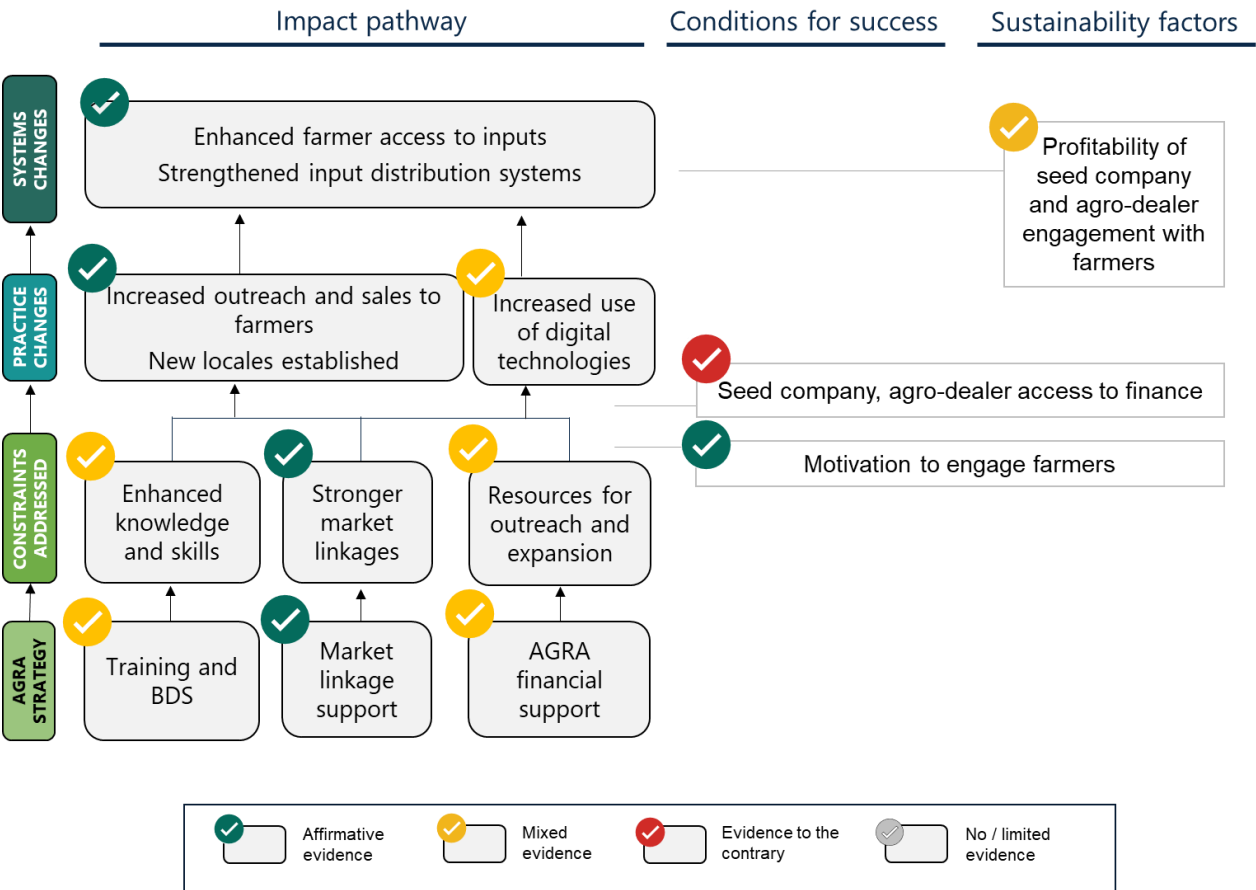 Impact pathway
Conditions for success
Sustainability factors
SYSTEMS
CHANGES
Enhanced farmer access to inputs
Strengthened input distribution systems
Profitability of
seed company
and agro-dealer
engagement with
farmers
PRACTICE
CHANGES
Increased outreach and sales to
farmers
New locales established
Increased use
of digital
technologies
Seed company, agro-dealer access to finance
Motivation to engage farmers
CONSTRAINTS
ADDRESSED
Enhanced
knowledge
and skills
Stronger
market
linkages
Resources for
outreach and
expansion
AGRA
STRATEGY
Training and
BDS
Market
linkage
support
AGRA
financial
support
Affirmative
evidence
Mixed
evidence
Evidence to the
contrary
No / limited
evidence